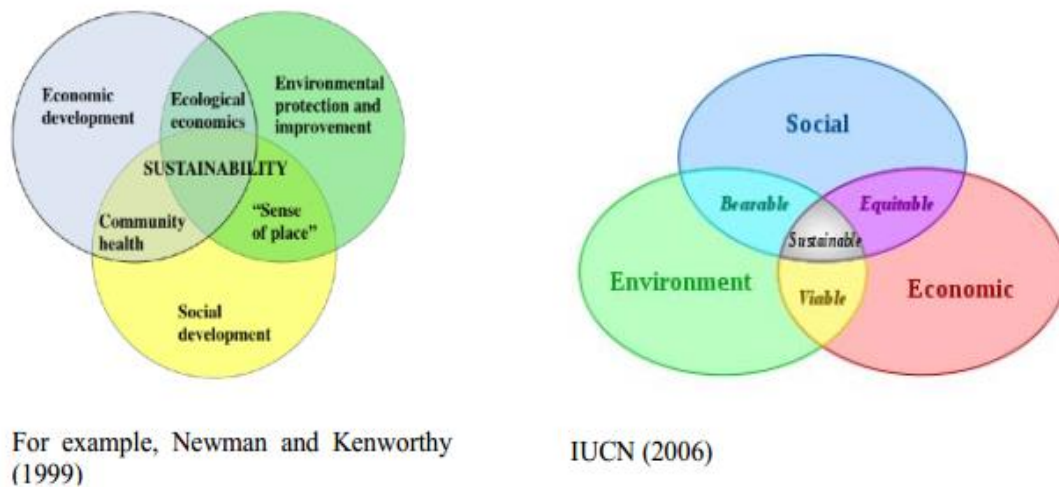 Economic
development
Ecological
economics
Environmental
protection and
improvement
SUSTAINABILITY
Community
health
“Sense
of place”
Social
development
For example, Newman and Kenworthy
(1999)
Social
Bearable
Equitable
Sustainable
Environment
Viable
Economic
IUCN (2006)